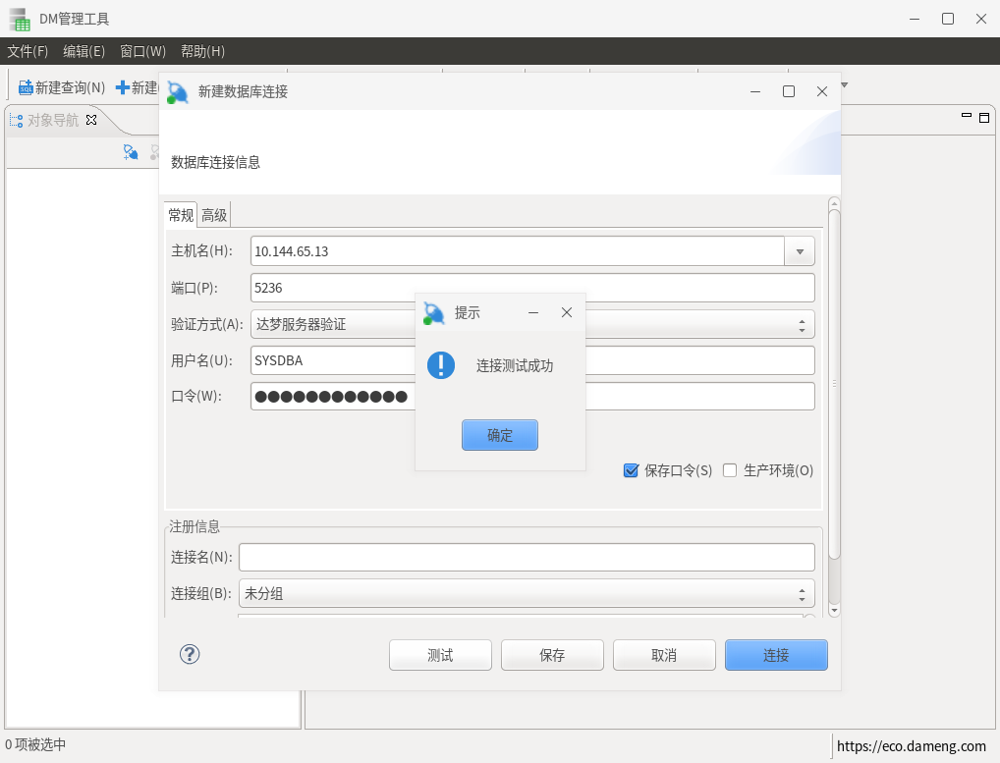 DM管理工具
文件(F) 编辑(E) 窗口(W) 帮助(H)
新建查询(N) 新建
对象导航
新建数据库连接
数据库连接信息
常规 高级
主机名(H): 10.144.65.13
端口(P): 5236
验证方式(A): 达梦服务器验证
用户名(U): SYSDBA
口令(W): ●●●●●●●●●●●●
提示
连接测试成功
确定
保存口令(S) 生产环境(O)
注册信息
连接名(N):
连接组(B): 未分组
测试 保存 取消 连接
0 项被选中
https://eco.dameng.com